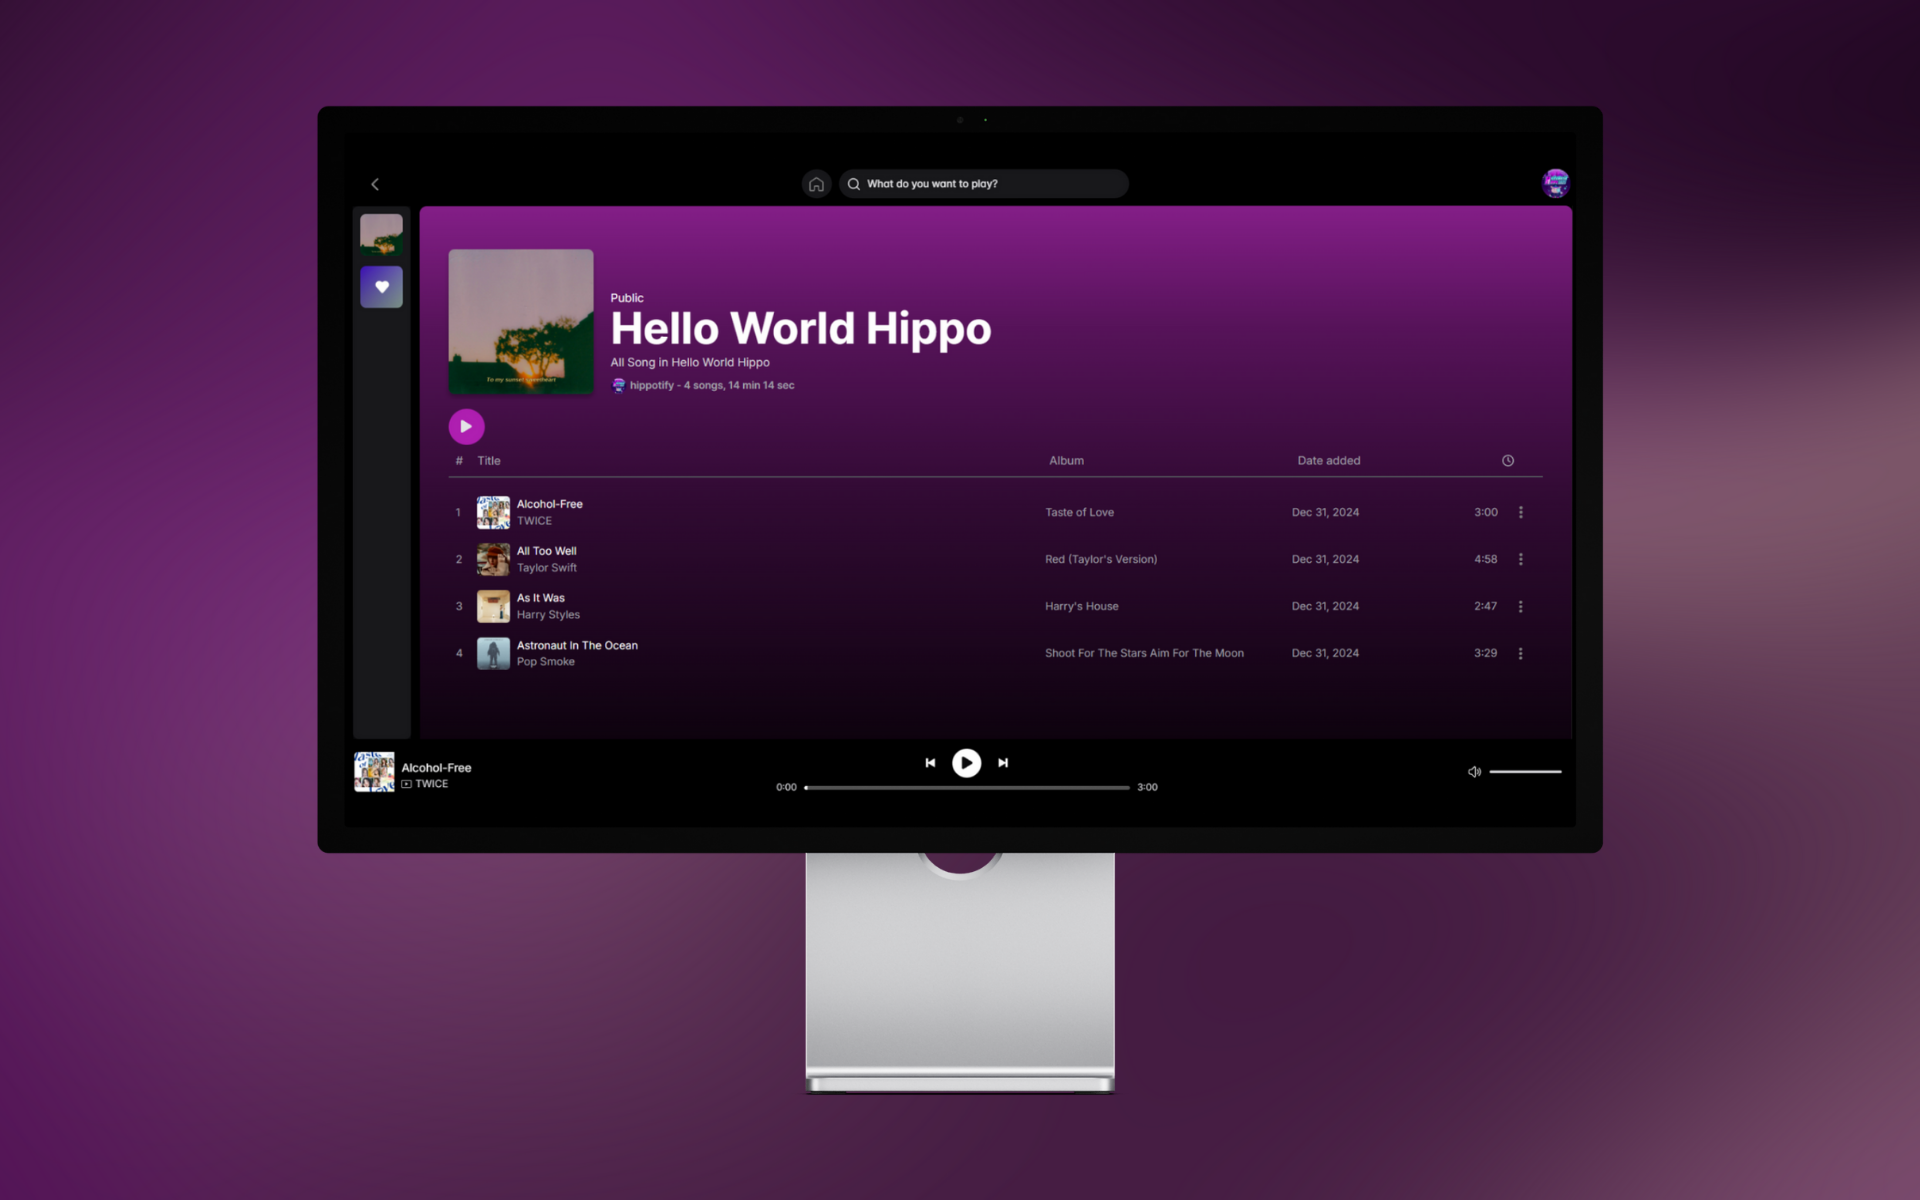 What do you want to play?
To my sunset sweetheart
Public
Hello World Hippo
All Song in Hello World Hippo
hippotify - 4 songs, 14 min 14 sec
# Title Album Date added
1 Alcohol-Free Taste of Love Dec 31, 2024 3:00
TWICE
2 All Too Well Red (Taylor's Version) Dec 31, 2024 4:58
Taylor Swift
3 As It Was Harry's House Dec 31, 2024 2:47
Harry Styles
4 Astronaut In The Ocean Shoot For The Stars Aim For The Moon Dec 31, 2024 3:29
Pop Smoke
Alcohol-Free
TWICE
0:00 3:00